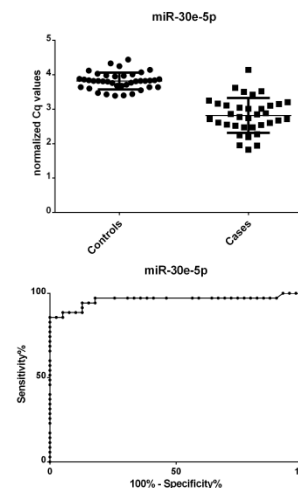 miR-30e-5p
normalized Cq values
5
4
3
2
1
0
Controls
Cases
miR-30e-5p
Sensitivity%
100
50
0
0
50
100% - Specificity%